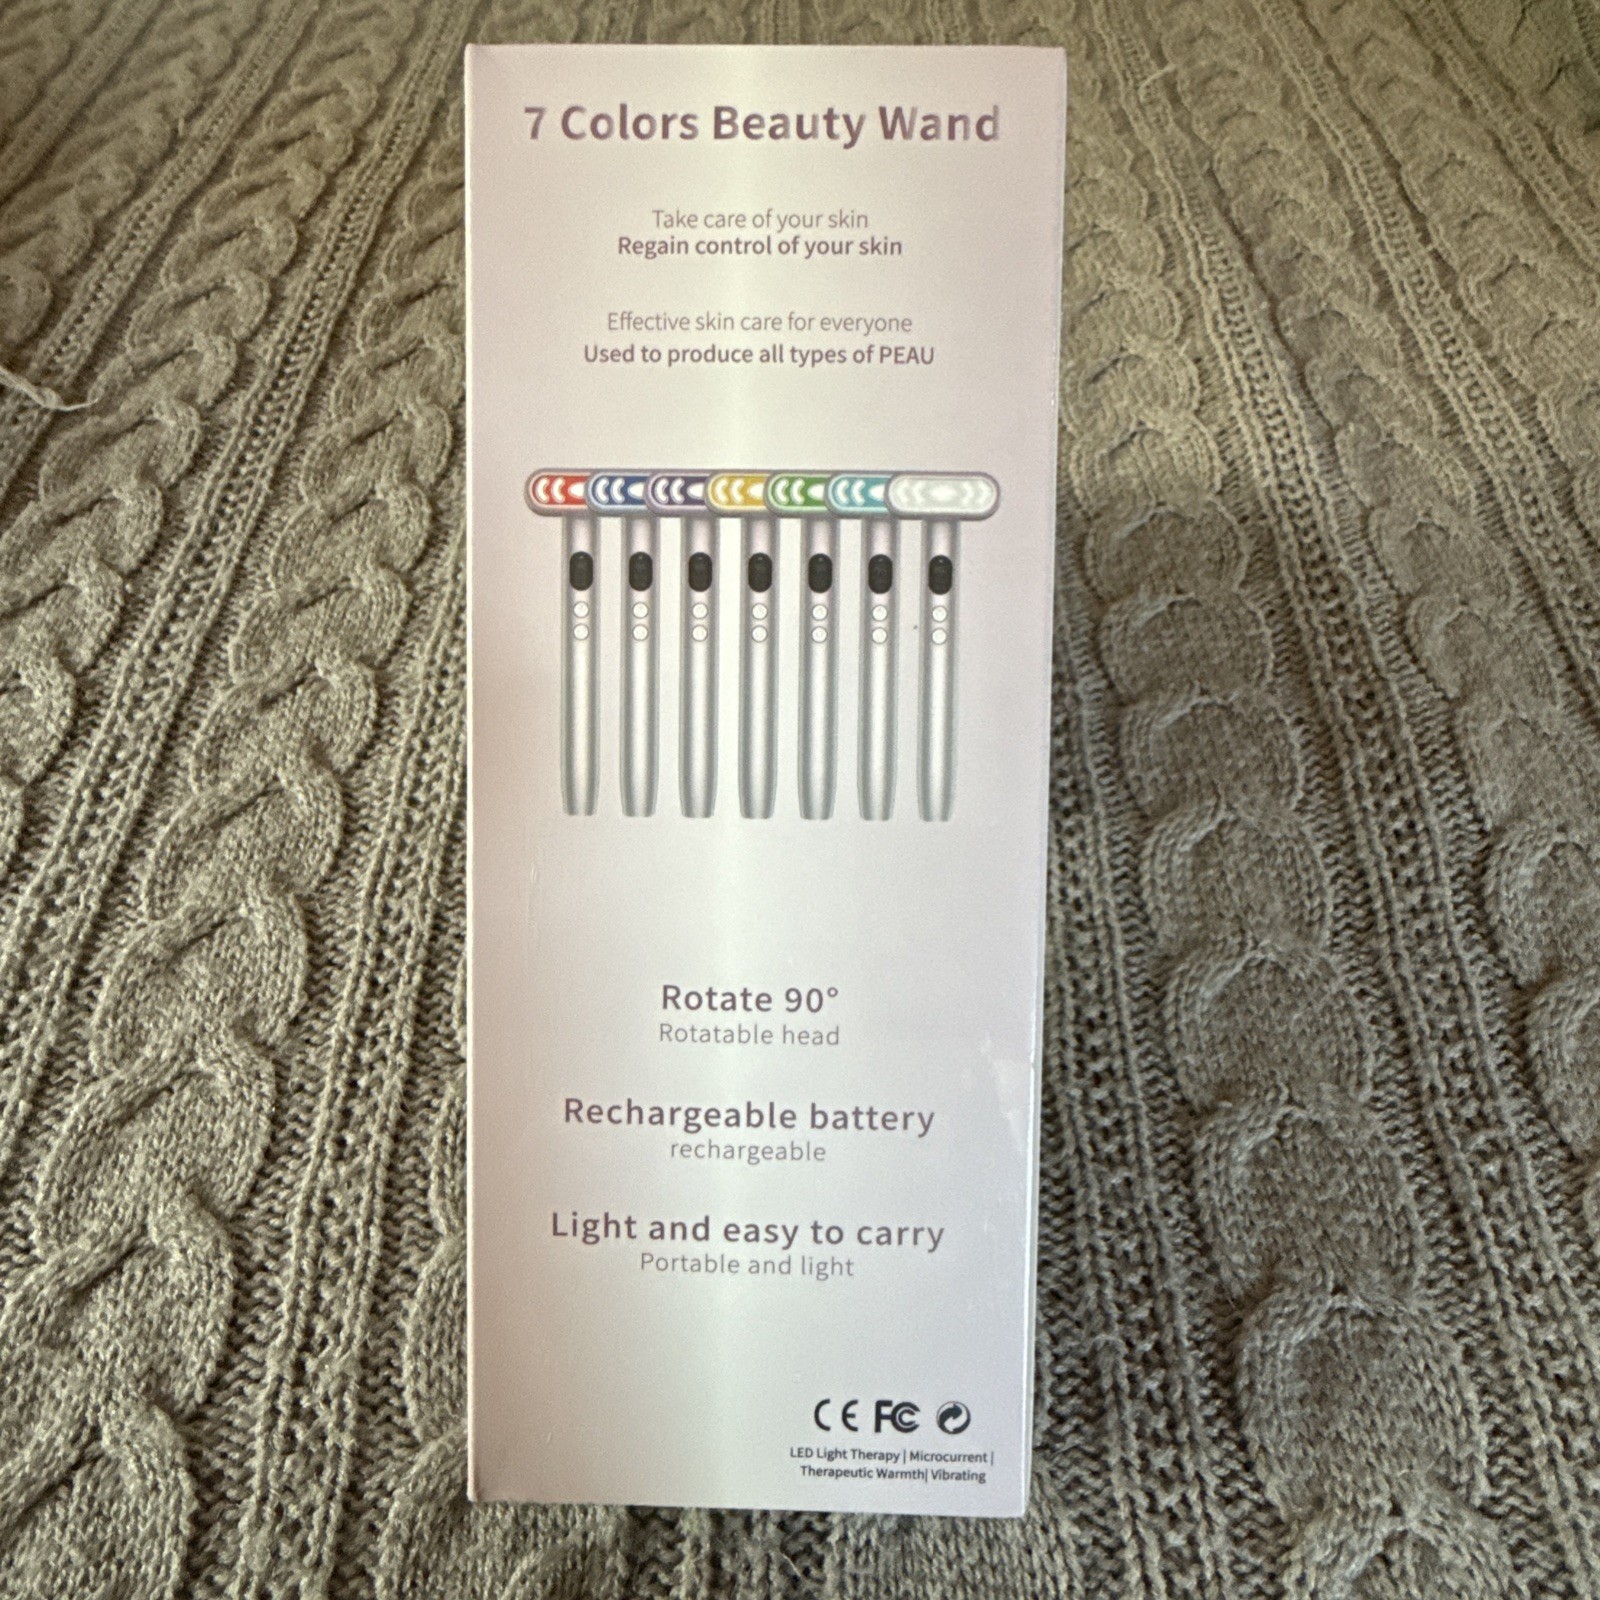 7 Colors Beauty Wand
Take care of your skin
Regain control of your skin
Effective skin care for everyone
Used to produce all types of PEAU
Rotate 90°
Rotatable head
Rechargeable battery
rechargeable
Light and easy to carry
Portable and light
CE FC
LED Light Therapy | Microcurrent |
Therapeutic Warmth| Vibrating